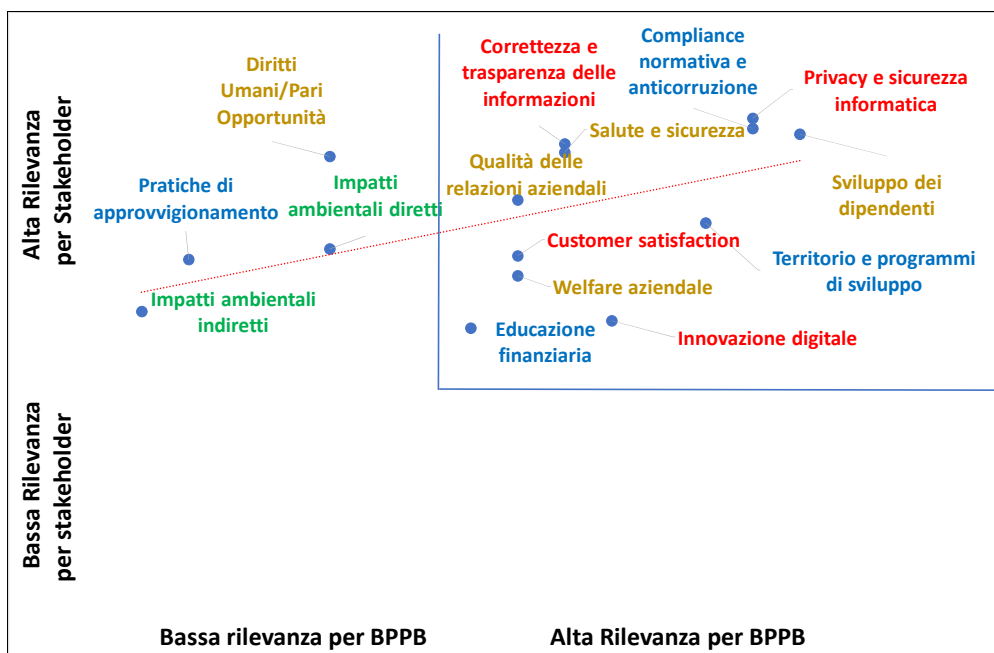 Alta Rilevanza
per Stakeholder
Diritti
Umani/Pari
Opportunità
Pratiche di
approvvigionamento
Impatti
ambientali diretti
Impatti ambientali
indiretti
Correttezza e
trasparenza delle
informazioni
Compliance
normativa e
anticorruzione
Privacy e sicurezza
informatica
Salute e sicurezza
Qualità delle
relazioni aziendali
Sviluppo dei
dipendenti
Customer satisfaction
Territorio e programmi
di sviluppo
Welfare aziendale
Educazione
finanziaria
Innovazione digitale
Bassa Rilevanza
per stakeholder
Bassa rilevanza per BPPB
Alta Rilevanza per BPPB